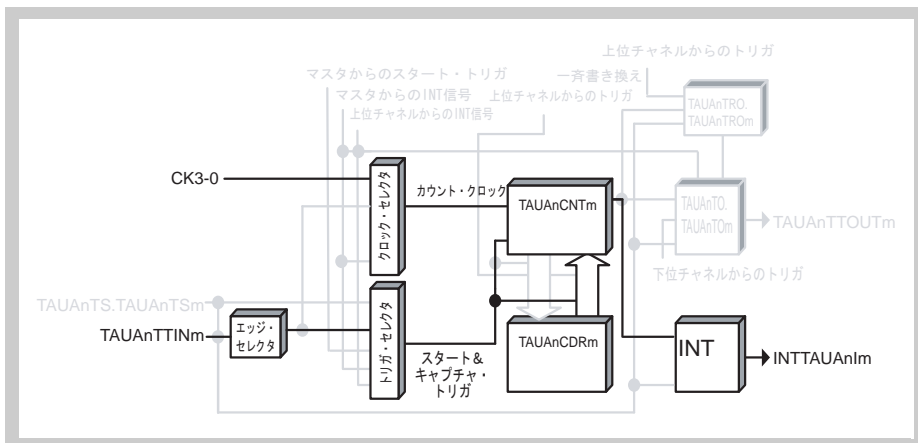 上位チャネルからのトリガ
マスタからのスタート・トリガ
一斉書き換え
マスタからのINT信号
上位チャネルからのトリガ
上位チャネルからのINT信号
TAUAnTRO.
TAUAnTROm
CK3-0
クロック・セレクタ
カウント・クロック
TAUAnCNTm
TAUAnTO.
TAUAnTOm
TAUAnTTOUTm
下位チャネルからのトリガ
TAUAnTS.TAUAnTSm
TAUAnTTINm
エッジ・
セレクタ
トリガ・セレクタ
スタート&
キャプチャ・
トリガ
TAUAnCDRm
INT
INTTAUAnIm